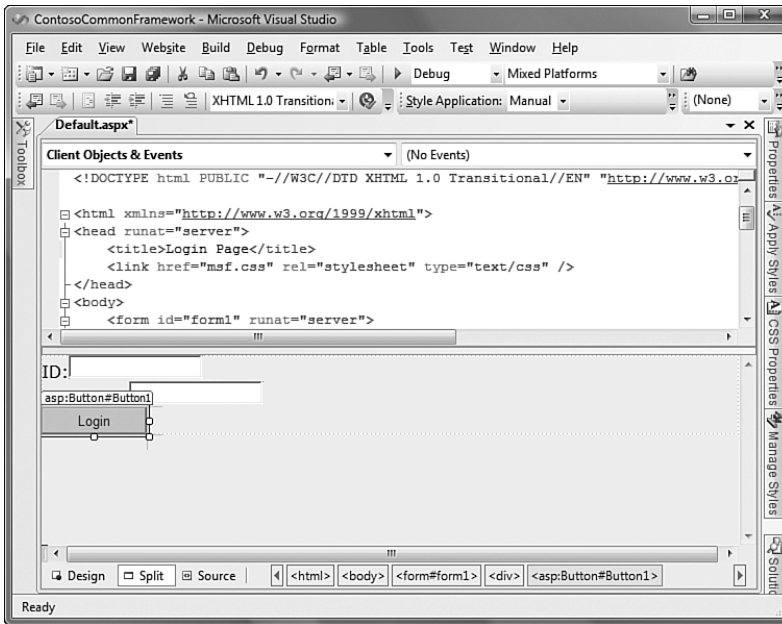 ContosoCommonFramework - Microsoft Visual Studio
File Edit View Website Build Debug Format Table Tools Test Window Help
Debug Mixed Platforms
XHTML 1.0 Transition Style Application: Manual (None)
Toolbox
Default.aspx*
Client Objects & Events (No Events)
<!DOCTYPE html PUBLIC "-//W3C//DTD XHTML 1.0 Transitional//EN" "http://www.w3.or
<html xmlns="http://www.w3.org/1999/xhtml">
<head runat="server">
<title>Login Page</title>
<link href="msf.css" rel="stylesheet" type="text/css" />
</head>
<body>
<form id="form1" runat="server">
ID:
asp:Button#Button1
Login
Design Split Source <html> <body> <form#form1> <div> <asp:Button#Button1>
Ready
Properties
Apply Styles
CSS Properties
Manage Styles